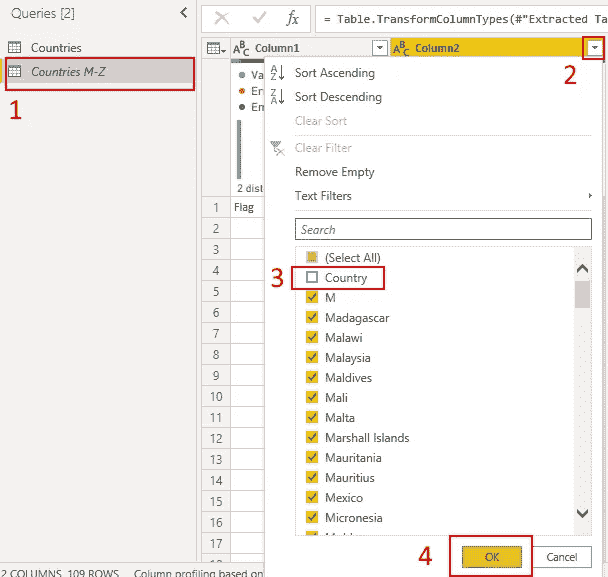 Queries [2]
fx
= Table.TransformColumnTypes(#"Extracted Ta
Countries
Countries M-Z
1
ABC Column1
ABC Column2
2
Va
Er
Em
2 dist
1 Flag
2
3
4
5
6
7
8
9
10
11
12
13
14
15
16
17
Sort Ascending
Sort Descending
Clear Sort
Clear Filter
Remove Empty
Text Filters
Search
(Select All)
3
Country
M
Madagascar
Malawi
Malaysia
Maldives
Mali
Malta
Marshall Islands
Mauritania
Mauritius
Mexico
Micronesia
4
OK
Cancel
2 COLUMNS, 109 ROWS
Column profiling based on